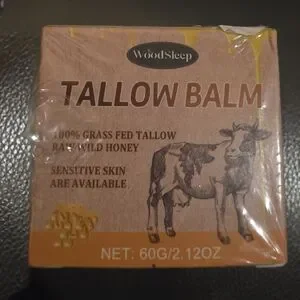 WoodSleep
TALLOW BALM
100% GRASS FED TALLOW
RAW WILD HONEY
SENSITIVE SKIN
ARE AVAILABLE
NET: 60G/2.12OZ